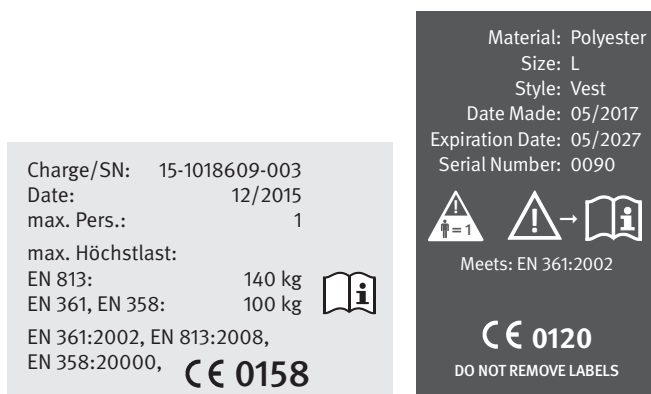 Charge/SN: 15-1018609-003
Date: 12/2015
max. Pers.: 1
max. Höchstlast:
EN 813: 140 kg
EN 361, EN 358: 100 kg
EN 361:2002, EN 813:2008,
EN 358:20000, CE 0158
Material: Polyester
Size: L
Style: Vest
Date Made: 05/2017
Expiration Date: 05/2027
Serial Number: 0090
= 1
Meets: EN 361:2002
CE 0120
DO NOT REMOVE LABELS